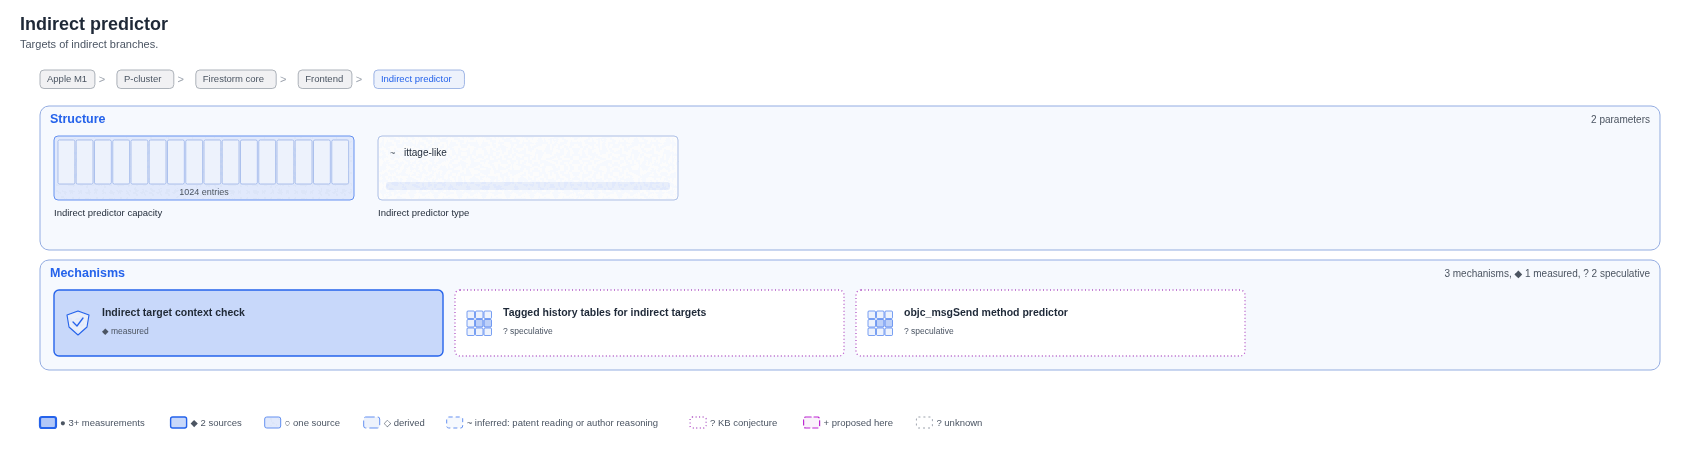 Indirect predictor
Targets of indirect branches.
Apple M1 > P-cluster > Firestorm core > Frontend > Indirect predictor
Structure
2 parameters
1024 entries
Indirect predictor capacity
~ ittage-like
Indirect predictor type
Mechanisms
3 mechanisms, ◆ 1 measured, ? 2 speculative
Indirect target context check
◆ measured
Tagged history tables for indirect targets
? speculative
objc_msgSend method predictor
? speculative
● 3+ measurements ◆ 2 sources ○ one source ◇ derived ~ inferred: patent reading or author reasoning ? KB conjecture + proposed here ? unknown